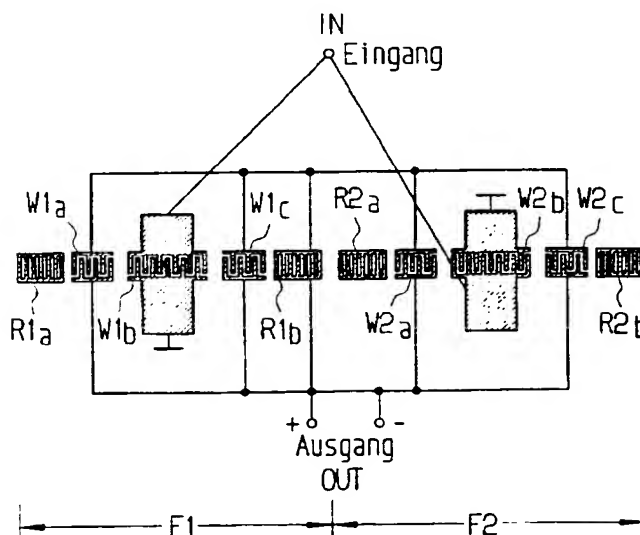 IN
Eingang
W1a
W1c
R2a
W2b
W2c
R1a
W1b
R1b
W2a
R2b
+
-
Ausgang
OUT
F1
F2